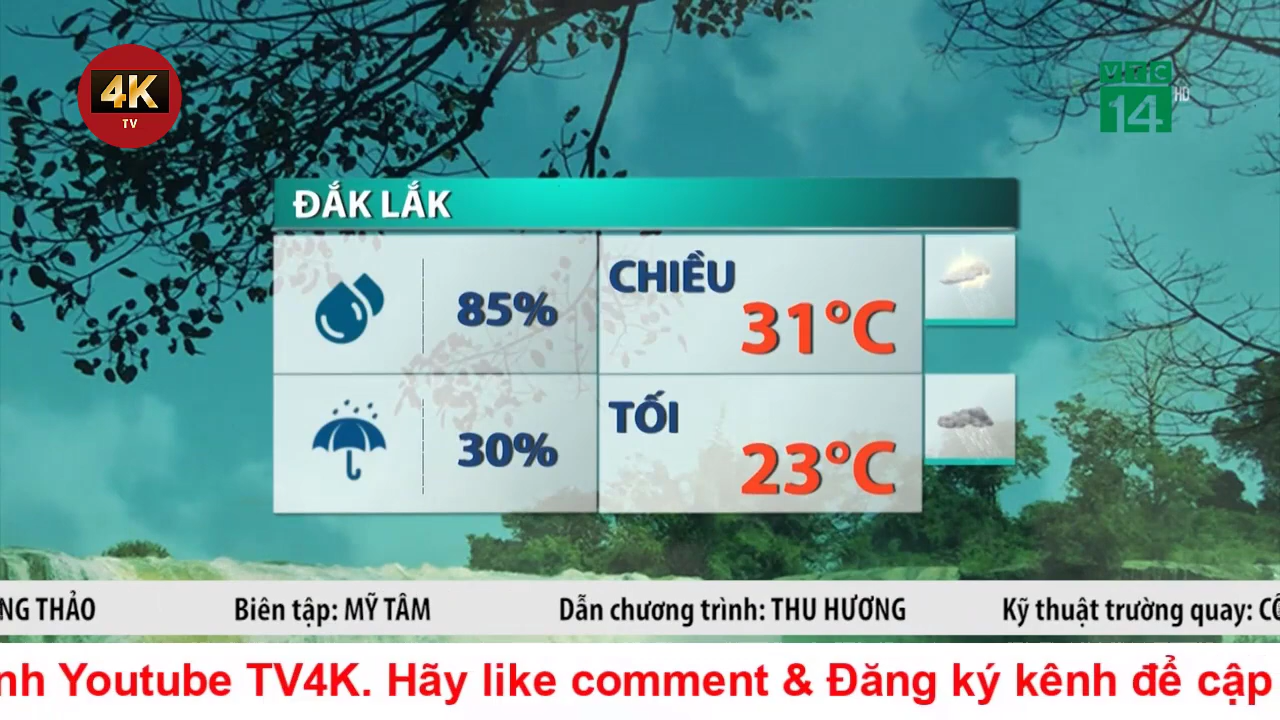 4K
TV
VTC
14
HD
ĐẮK LẮK
85%
CHIỀU
31°C
30%
TỐI
23°C
NG THẢO Biên tập: MỸ TÂM Dẫn chương trình: THU HƯƠNG Kỹ thuật trường quay: CÔ
nh Youtube TV4K. Hãy like comment & Đăng ký kênh để cập